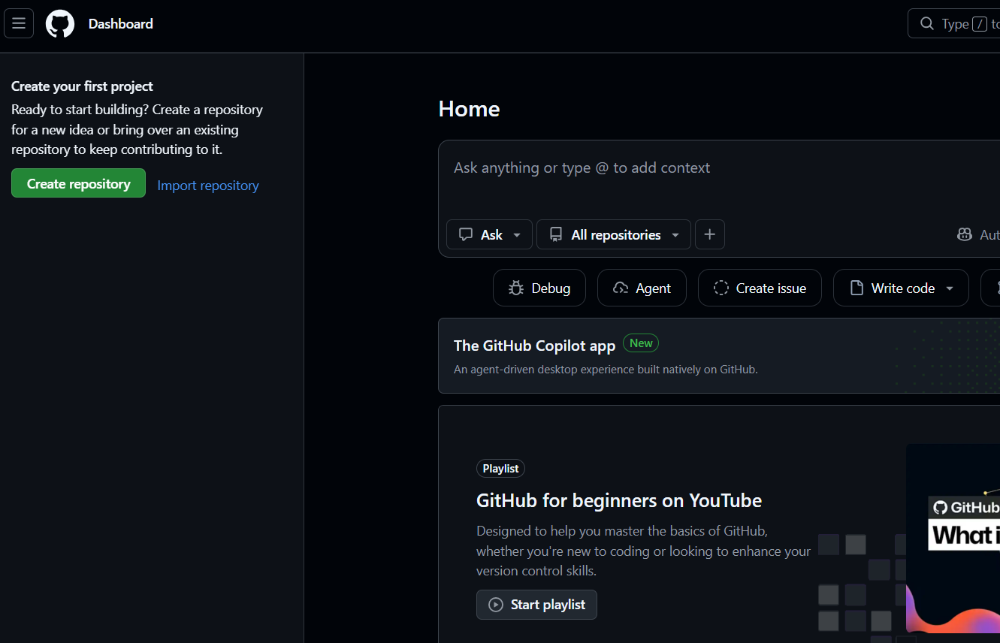 Dashboard
Type / to
Create your first project
Ready to start building? Create a repository
for a new idea or bring over an existing
repository to keep contributing to it.
Create repository
Import repository
Home
Ask anything or type @ to add context
Ask
All repositories
Aut
Debug
Agent
Create issue
Write code
The GitHub Copilot app New
An agent-driven desktop experience built natively on GitHub.
Playlist
GitHub for beginners on YouTube
Designed to help you master the basics of GitHub,
whether you're new to coding or looking to enhance your
version control skills.
Start playlist
GitHub
What i